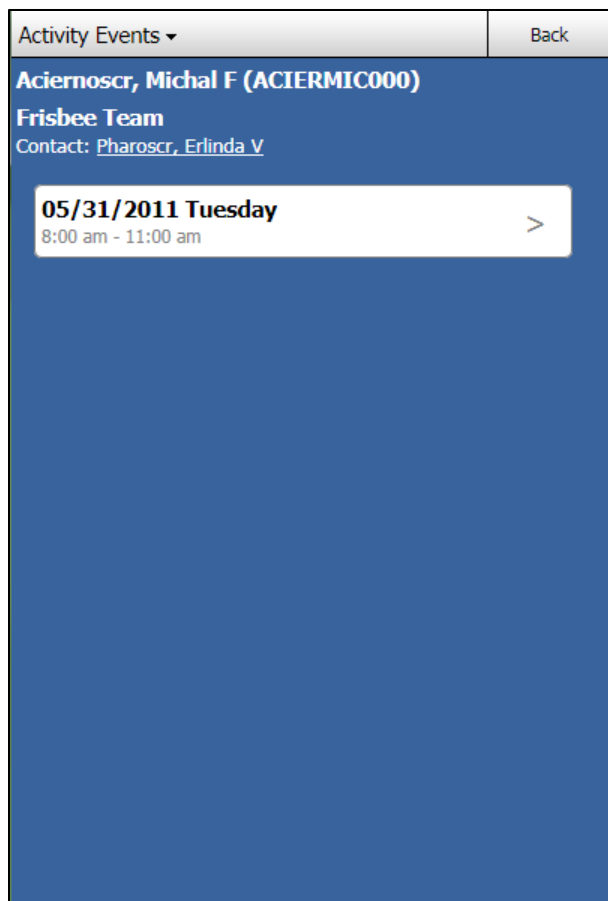 Activity Events ▾ Back
Aciernoscr, Michal F (ACIERMIC000)
Frisbee Team
Contact: Pharoscr, Erlinda V
05/31/2011 Tuesday
8:00 am - 11:00 am
>